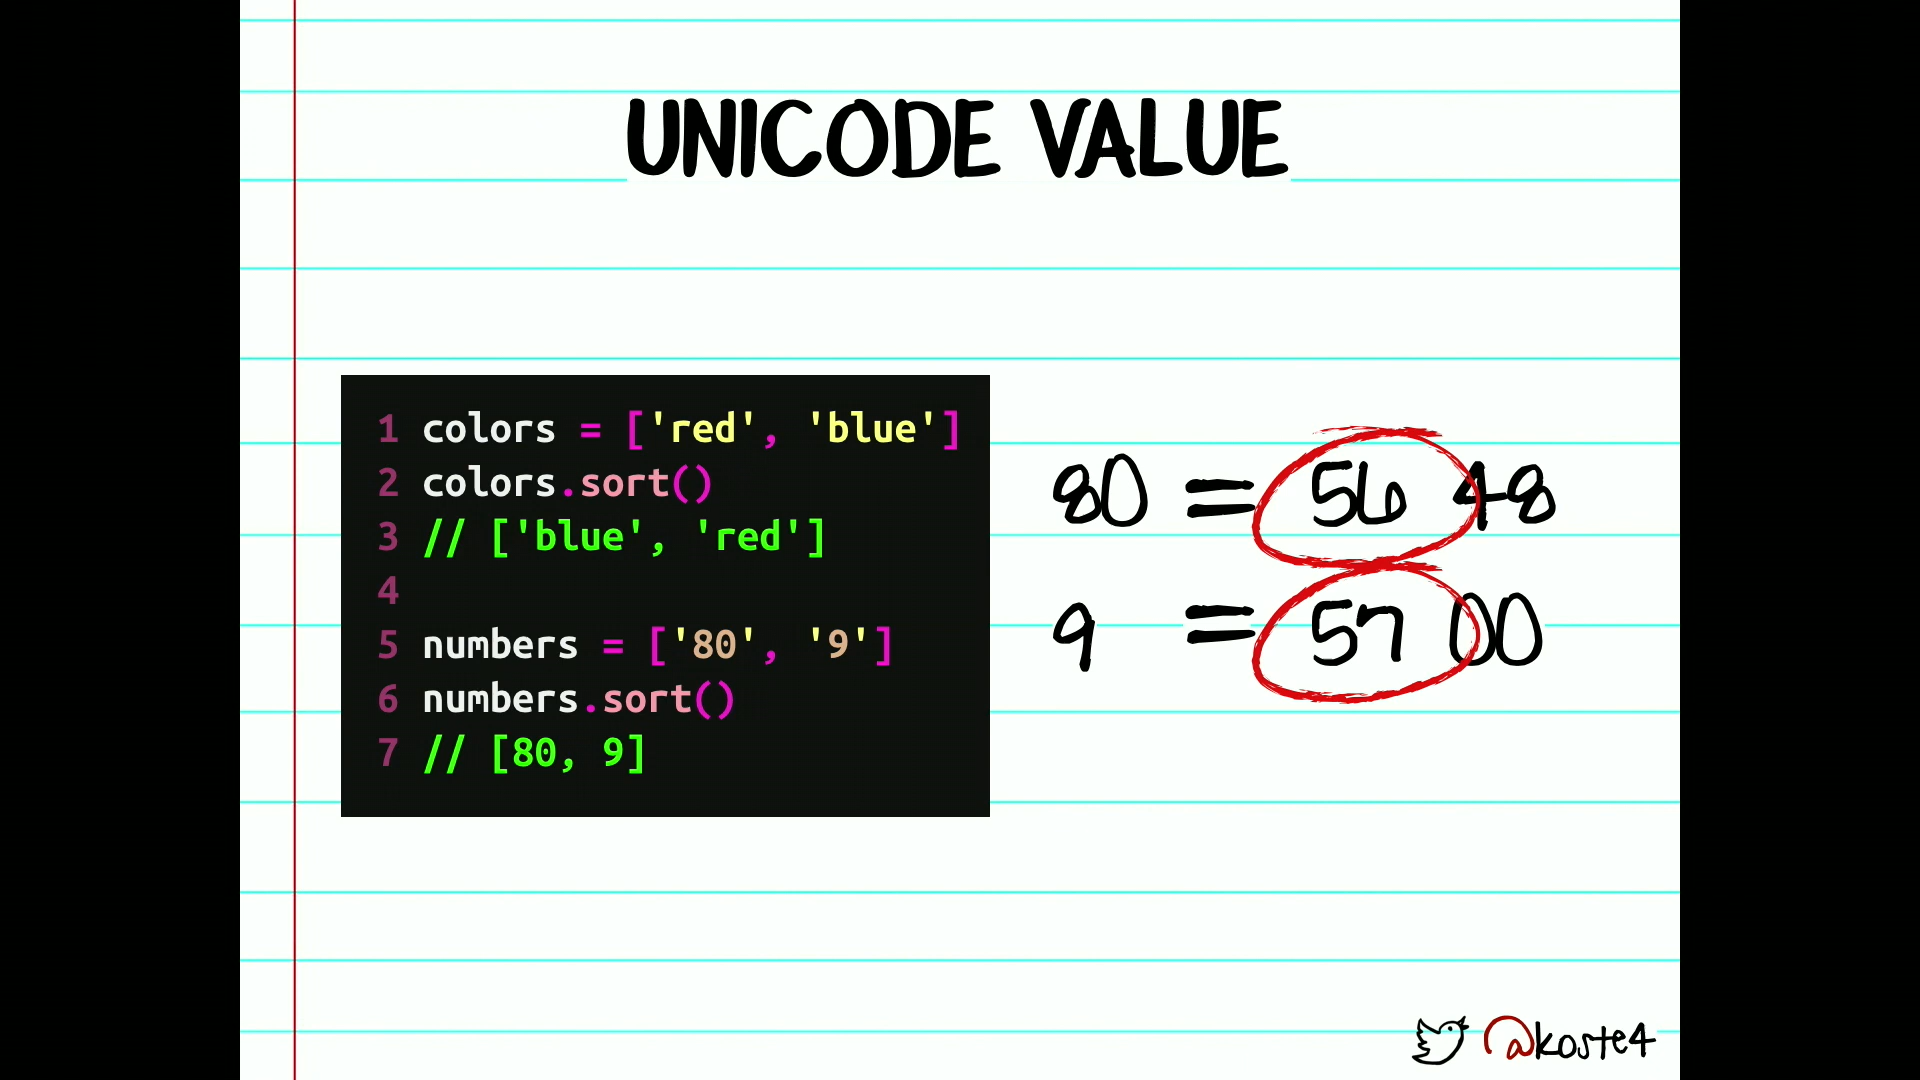 UNICODE VALUE
1 colors = ['red', 'blue']
2 colors.sort()
3 // ['blue', 'red']
4
5 numbers = ['80', '9']
6 numbers.sort()
7 // [80, 9]
80 = 56 48
9 = 57 00
@koste4